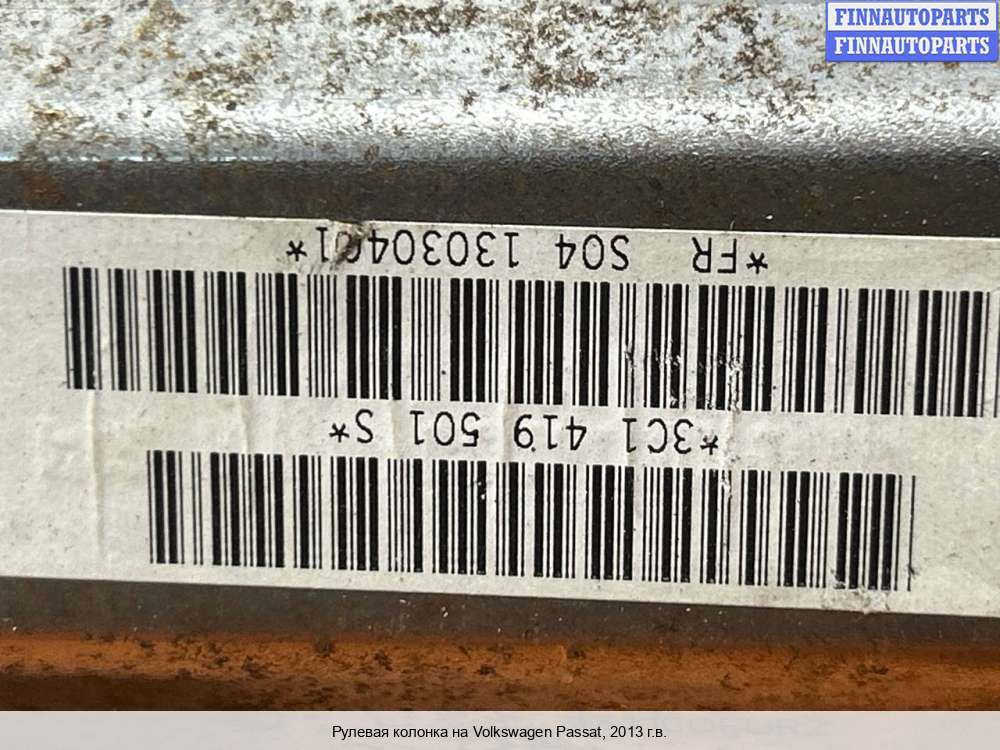 FINNAUTOPARTS
FINNAUTOPARTS
*3C1 419 501 S*
*FR S04 13030401*
Рулевая колонка на Volkswagen Passat, 2013 г.в.